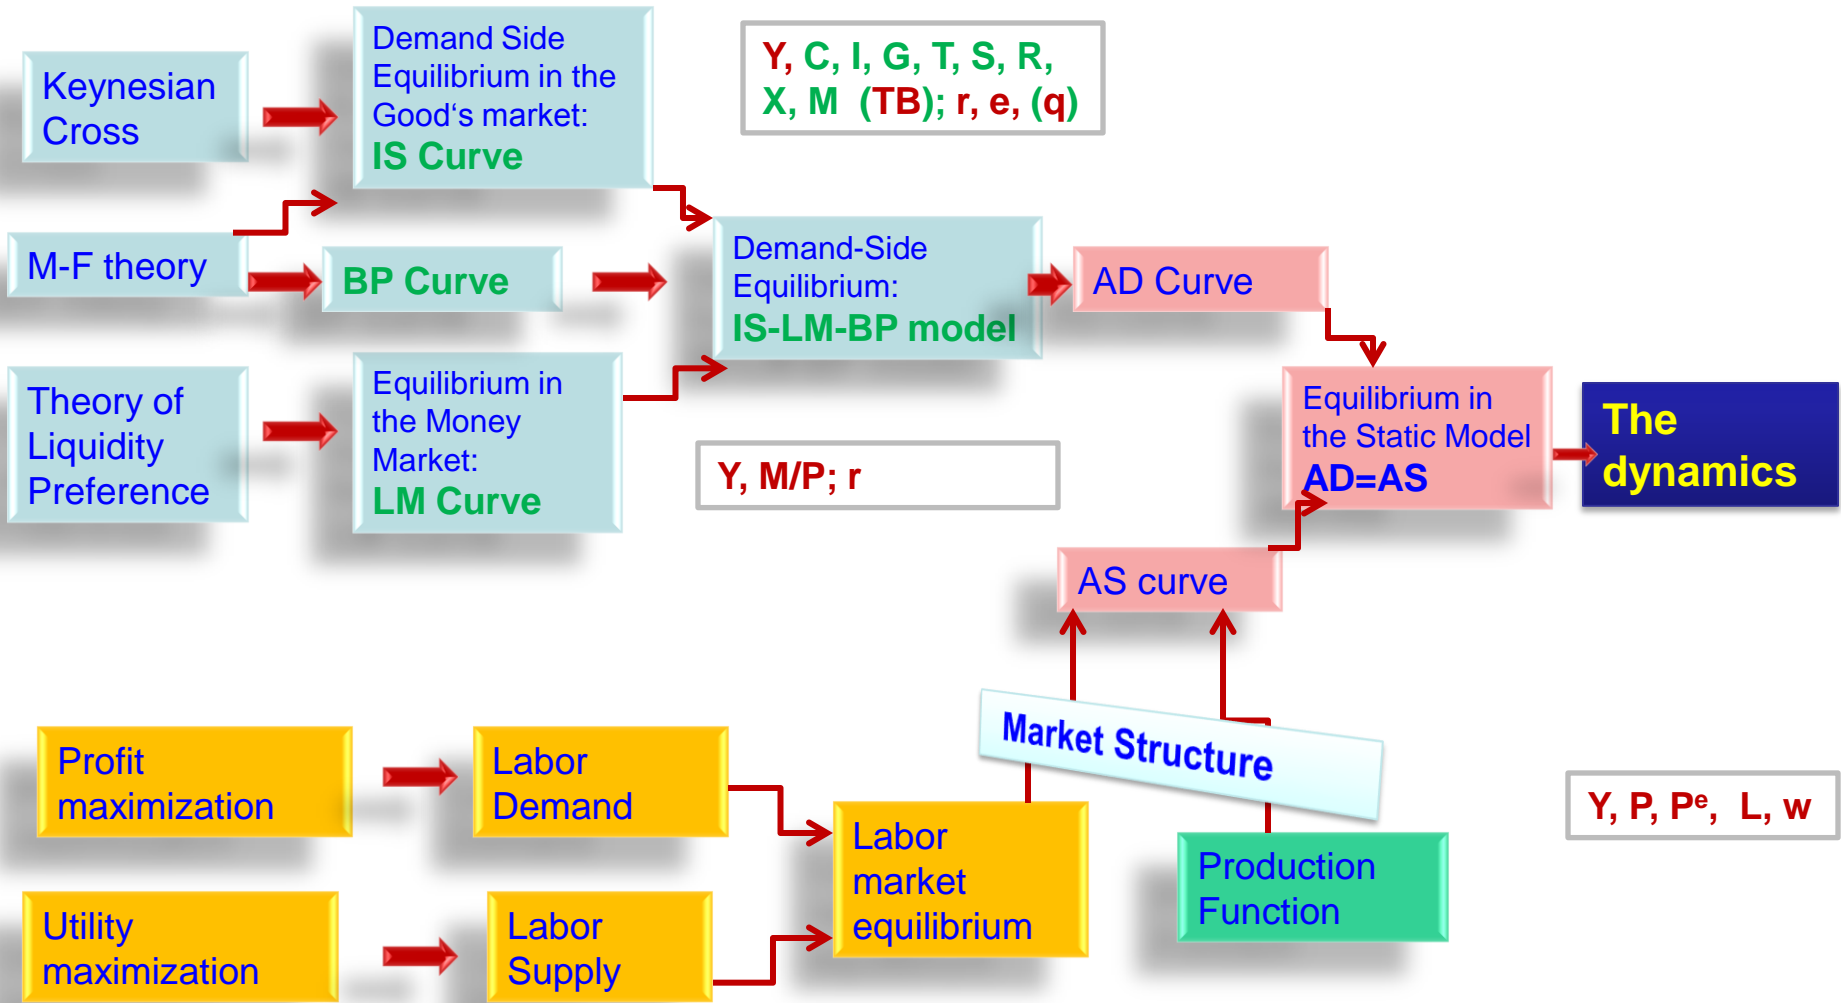 Keynesian
Cross
Demand Side
Equilibrium in the
Good‘s market:
IS Curve
Y, C, I, G, T, S, R,
X, M (TB); r, e, (q)
M-F theory
BP Curve
Demand-Side
Equilibrium:
IS-LM-BP model
AD Curve
Theory of
Liquidity
Preference
Equilibrium in
the Money
Market:
LM Curve
Y, M/P; r
Equilibrium in
the Static Model
AD=AS
The
dynamics
AS curve
Market Structure
Profit
maximization
Labor
Demand
Labor
market
equilibrium
Production
Function
Y, P, Pᵉ, L, w
Utility
maximization
Labor
Supply